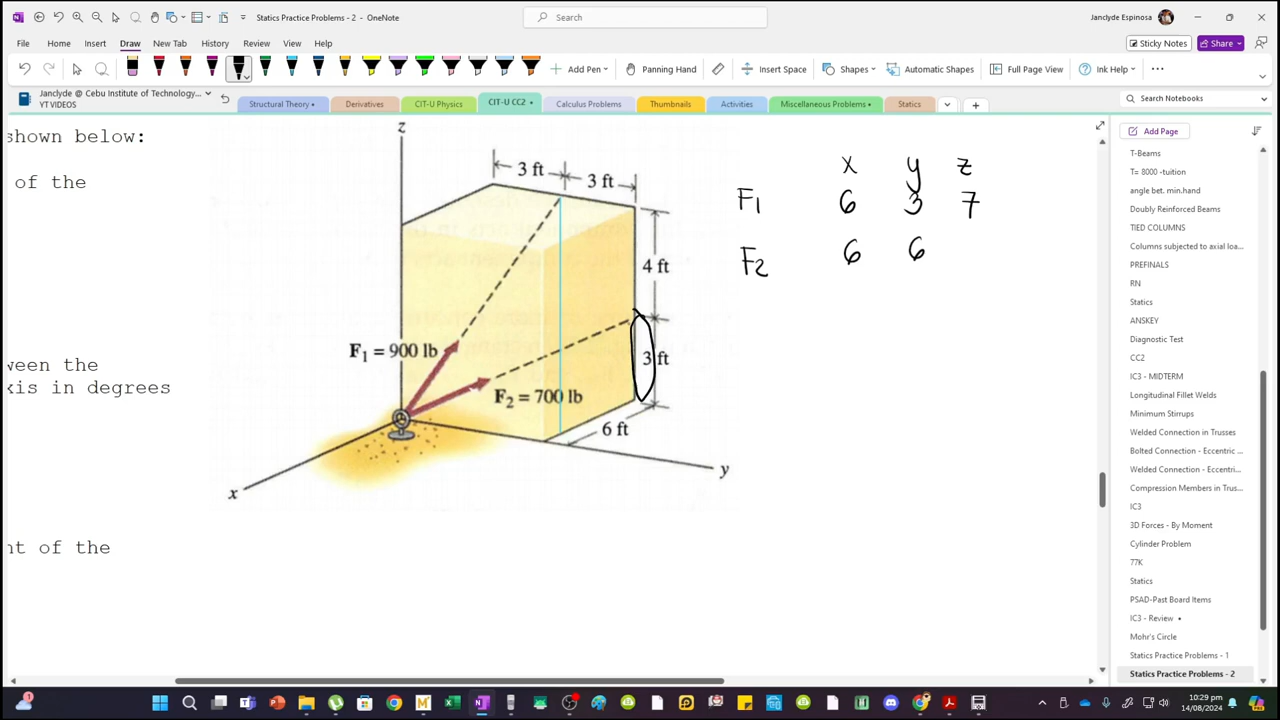 Statics Practice Problems - 2 - OneNote
Search
Janclyde Espinosa
File Home Insert Draw New Tab History Review View Help
Sticky Notes
Share
Add Pen
Panning Hand
Insert Space
Shapes
Automatic Shapes
Full Page View
Ink Help
Janclyde @ Cebu Institute of Technology...
YT VIDEOS
Structural Theory •
Derivatives
CIT-U Physics
CIT-U CC2 •
Calculus Problems
Thumbnails
Activities
Miscellaneous Problems •
Statics
Search Notebooks
Add Page
shown below:
of the
ween the
xis in degrees
nt of the
z
3 ft
3 ft
4 ft
F1 = 900 lb
3 ft
F2 = 700 lb
6 ft
y
x
x y z
F1 6 3 7
F2 6 6
T-Beams
T= 8000 -tuition
angle bet. min.hand
Doubly Reinforced Beams
TIED COLUMNS
Columns subjected to axial loa...
PREFINALS
RN
Statics
ANSKEY
Diagnostic Test
CC2
IC3 - MIDTERM
Longitudinal Fillet Welds
Minimum Stirrups
Welded Connection in Trusses
Bolted Connection - Eccentric ...
Welded Connection - Eccentri...
Compression Members in Trus...
IC3
3D Forces - By Moment
Cylinder Problem
77K
Statics
PSAD-Past Board Items
IC3 - Review •
Mohr's Circle
Statics Practice Problems - 1
Statics Practice Problems - 2
10:29 pm
14/08/2024